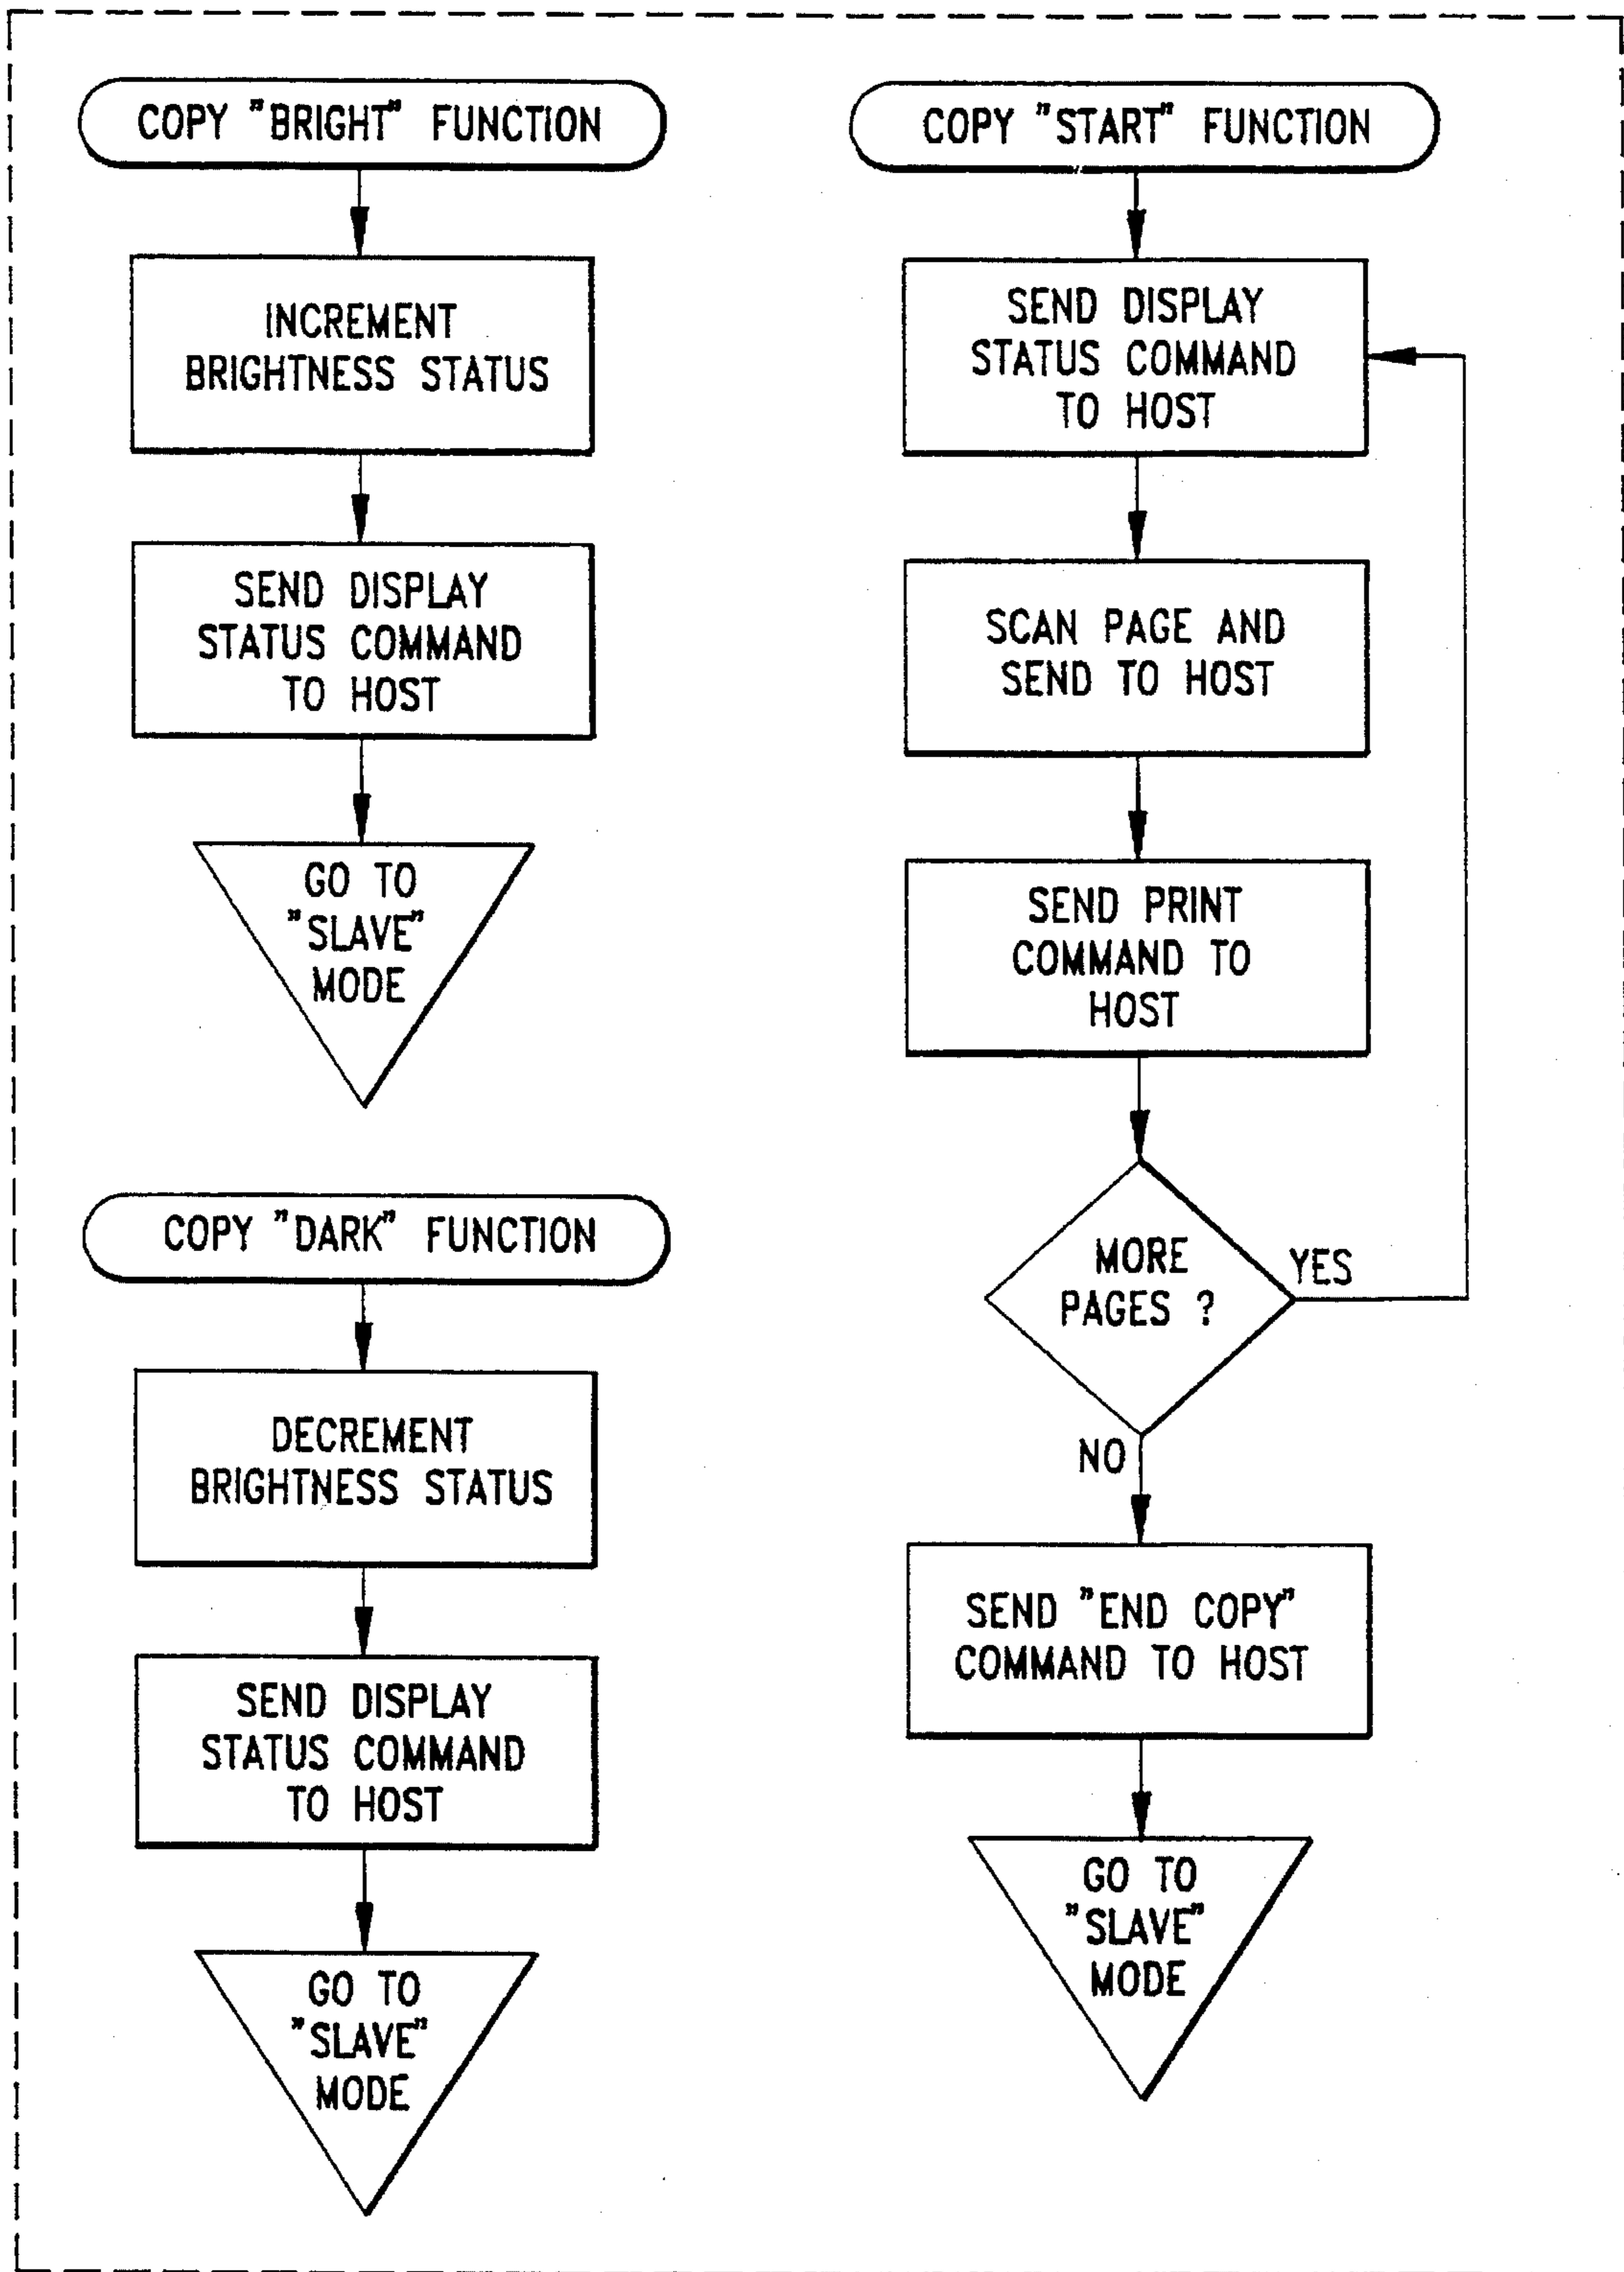 COPY "BRIGHT" FUNCTION
INCREMENT
BRIGHTNESS STATUS
SEND DISPLAY
STATUS COMMAND
TO HOST
GO TO
"SLAVE"
MODE
COPY "DARK" FUNCTION
DECREMENT
BRIGHTNESS STATUS
SEND DISPLAY
STATUS COMMAND
TO HOST
GO TO
"SLAVE"
MODE
COPY "START" FUNCTION
SEND DISPLAY
STATUS COMMAND
TO HOST
SCAN PAGE AND
SEND TO HOST
SEND PRINT
COMMAND TO
HOST
MORE
PAGES ?
YES
NO
SEND "END COPY"
COMMAND TO HOST
GO TO
"SLAVE"
MODE